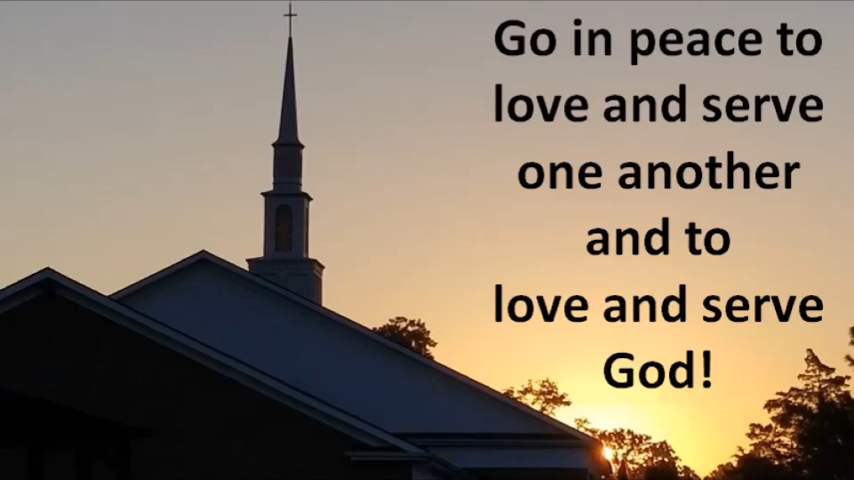 Go in peace to
love and serve
one another
and to
love and serve
God!